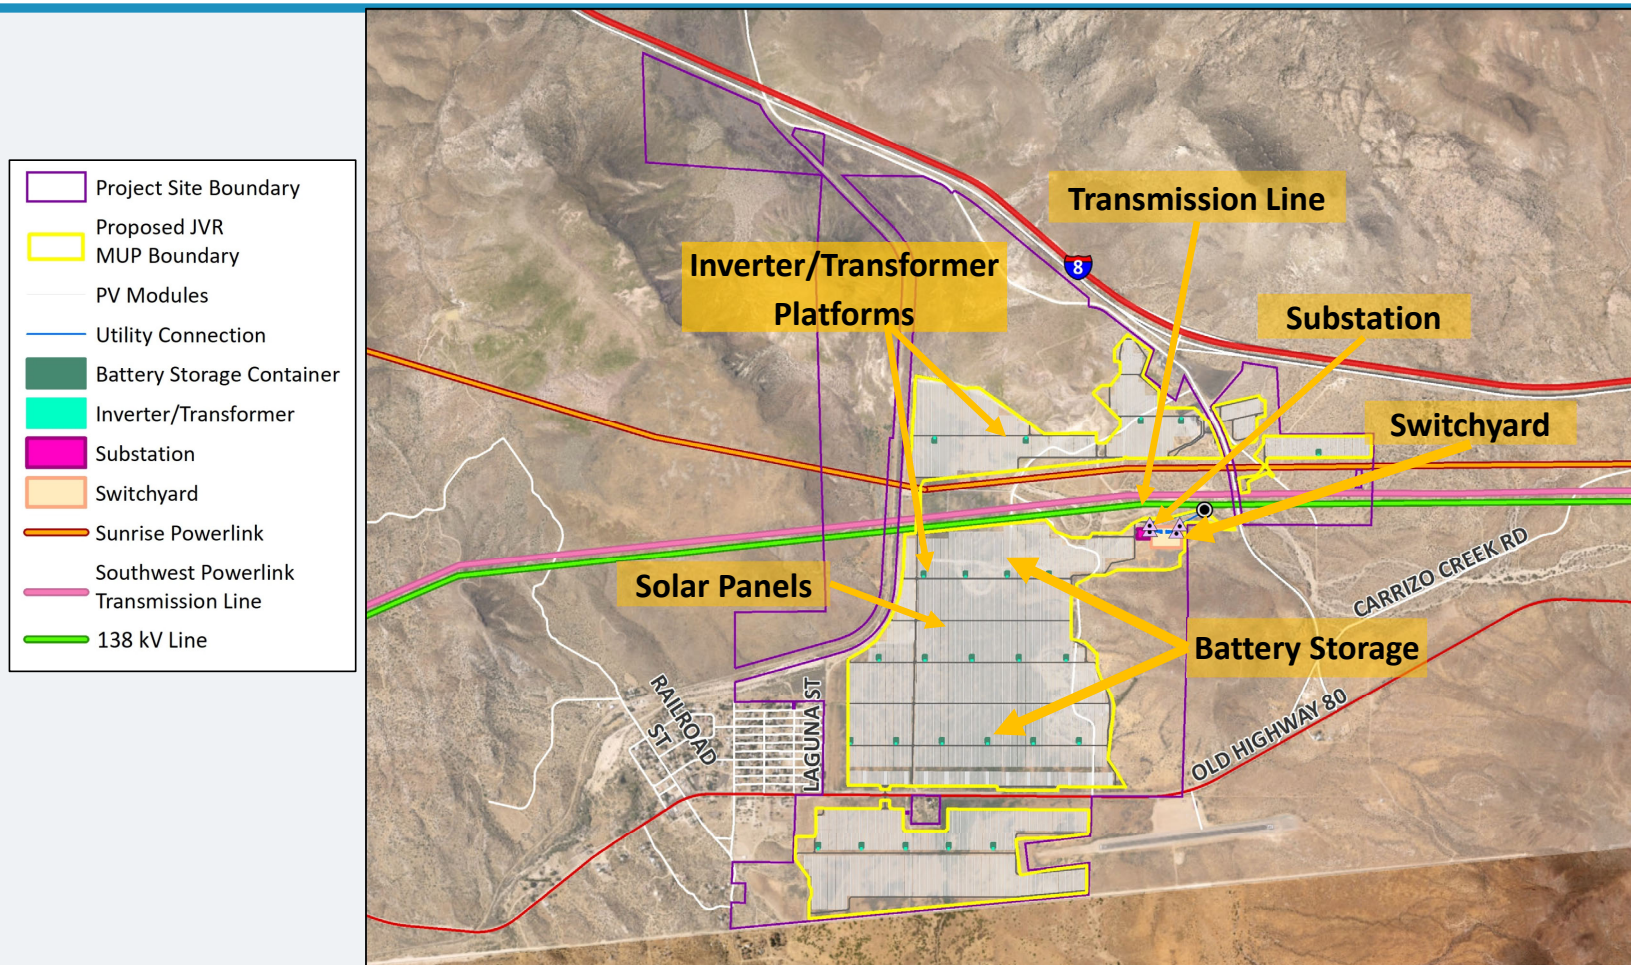 Project Site Boundary
Proposed JVR
MUP Boundary
PV Modules
Utility Connection
Battery Storage Container
Inverter/Transformer
Substation
Switchyard
Sunrise Powerlink
Southwest Powerlink
Transmission Line
138 kV Line
Transmission Line
Inverter/Transformer
Platforms
8
Substation
Switchyard
Solar Panels
Battery Storage
CARRIZO CREEK RD
OLD HIGHWAY 80
RAILROAD
ST
LAGUNA ST